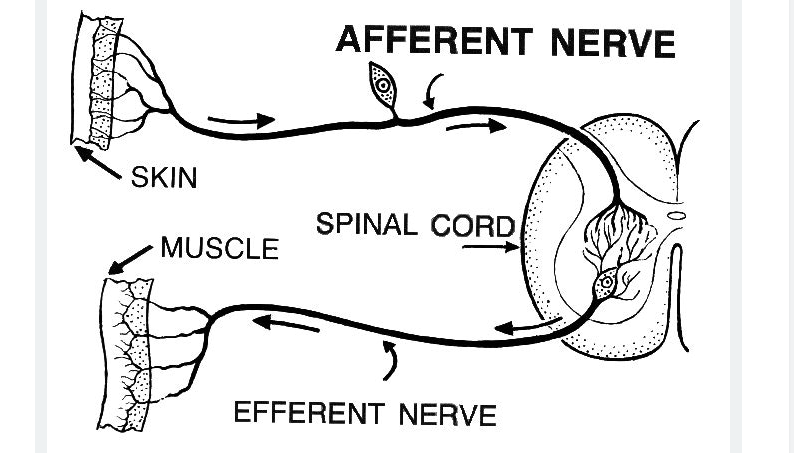 AFFERENT NERVE
SKIN
SPINAL CORD
MUSCLE
EFFERENT NERVE